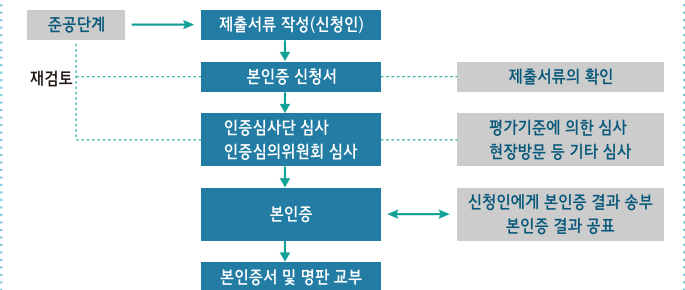 준공단계
제출서류 작성(신청인)
재검토
본인증 신청서
제출서류의 확인
인증심사단 심사
인증심의위원회 심사
평가기준에 의한 심사
현장방문 등 기타 심사
본인증
신청인에게 본인증 결과 송부
본인증 결과 공표
본인증서 및 명판 교부